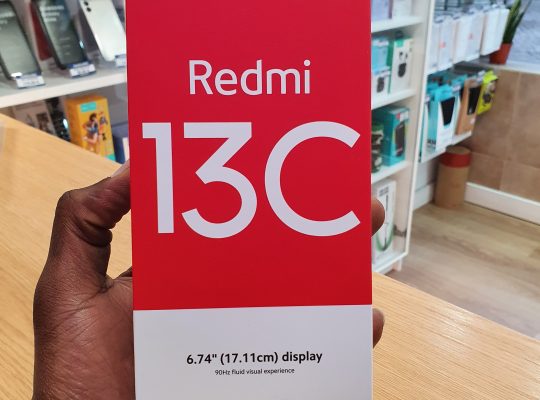 Redmi
13C
6.74" (17.11cm) display
90Hz fluid visual experience